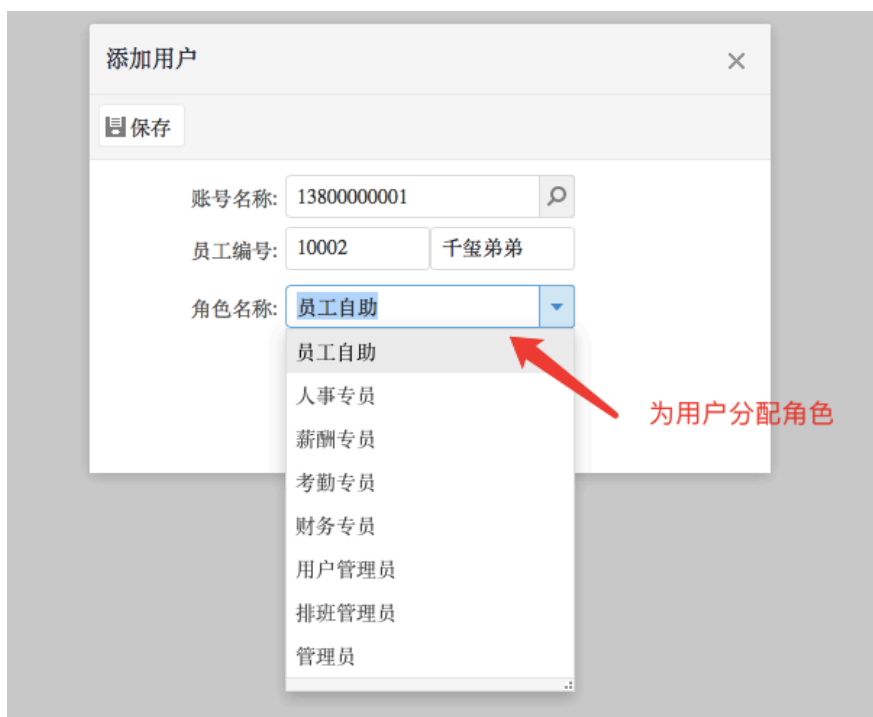 添加用户
保存
账号名称: 13800000001
员工编号: 10002 千玺弟弟
角色名称: 员工自助
员工自助
人事专员
薪酬专员
考勤专员
财务专员
用户管理员
排班管理员
管理员
为用户分配角色